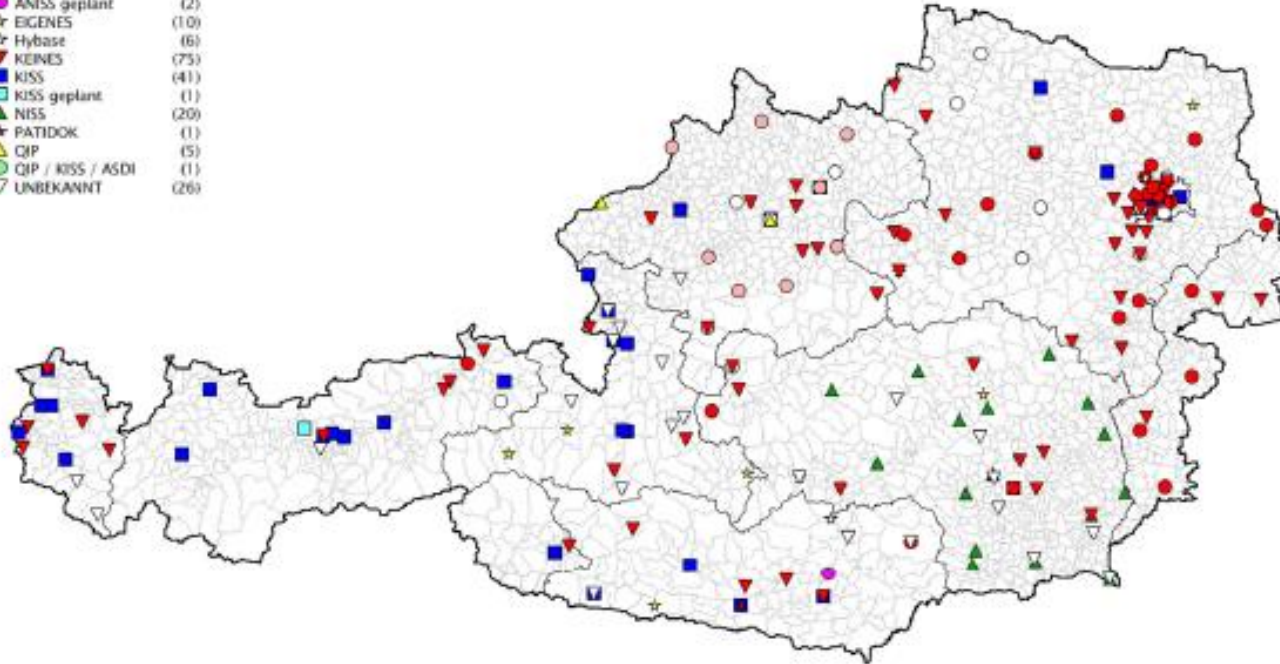 ANISS geplant (2)
EIGENES (10)
Hybase (6)
KEINES (75)
KISS (41)
KISS geplant (1)
NISS (20)
PATIDOK (1)
QIP (5)
QIP / KISS / ASDI (1)
UNBEKANNT (26)